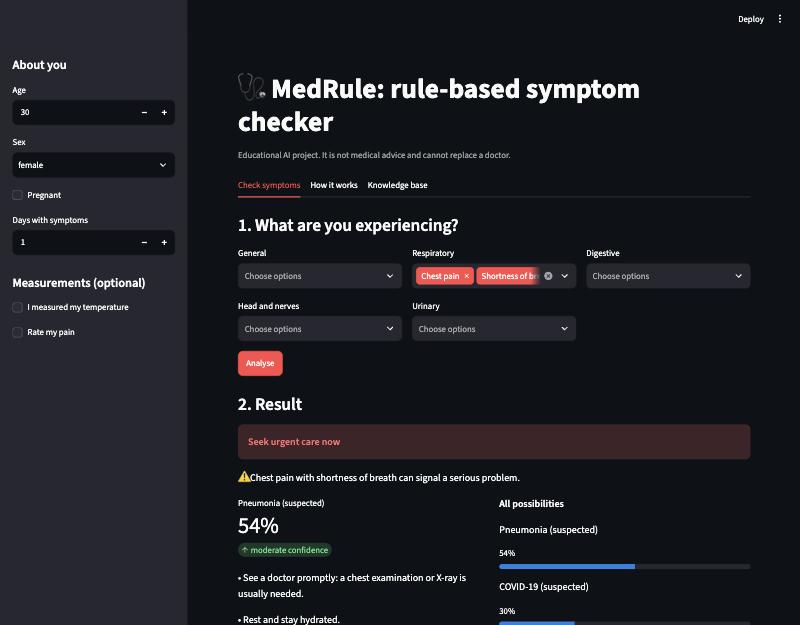 Deploy
About you
Age
30
Sex
female
Pregnant
Days with symptoms
1
Measurements (optional)
I measured my temperature
Rate my pain
MedRule: rule-based symptom
checker
Educational AI project. It is not medical advice and cannot replace a doctor.
Check symptoms How it works Knowledge base
1. What are you experiencing?
General Respiratory Digestive
Choose options Chest pain Shortness of Choose options
Head and nerves Urinary
Choose options Choose options
Analyse
2. Result
Seek urgent care now
Chest pain with shortness of breath can signal a serious problem.
Pneumonia (suspected)
54%
↑ moderate confidence
• See a doctor promptly: a chest examination or X-ray is
usually needed.
• Rest and stay hydrated.
All possibilities
Pneumonia (suspected)
54%
COVID-19 (suspected)
30%